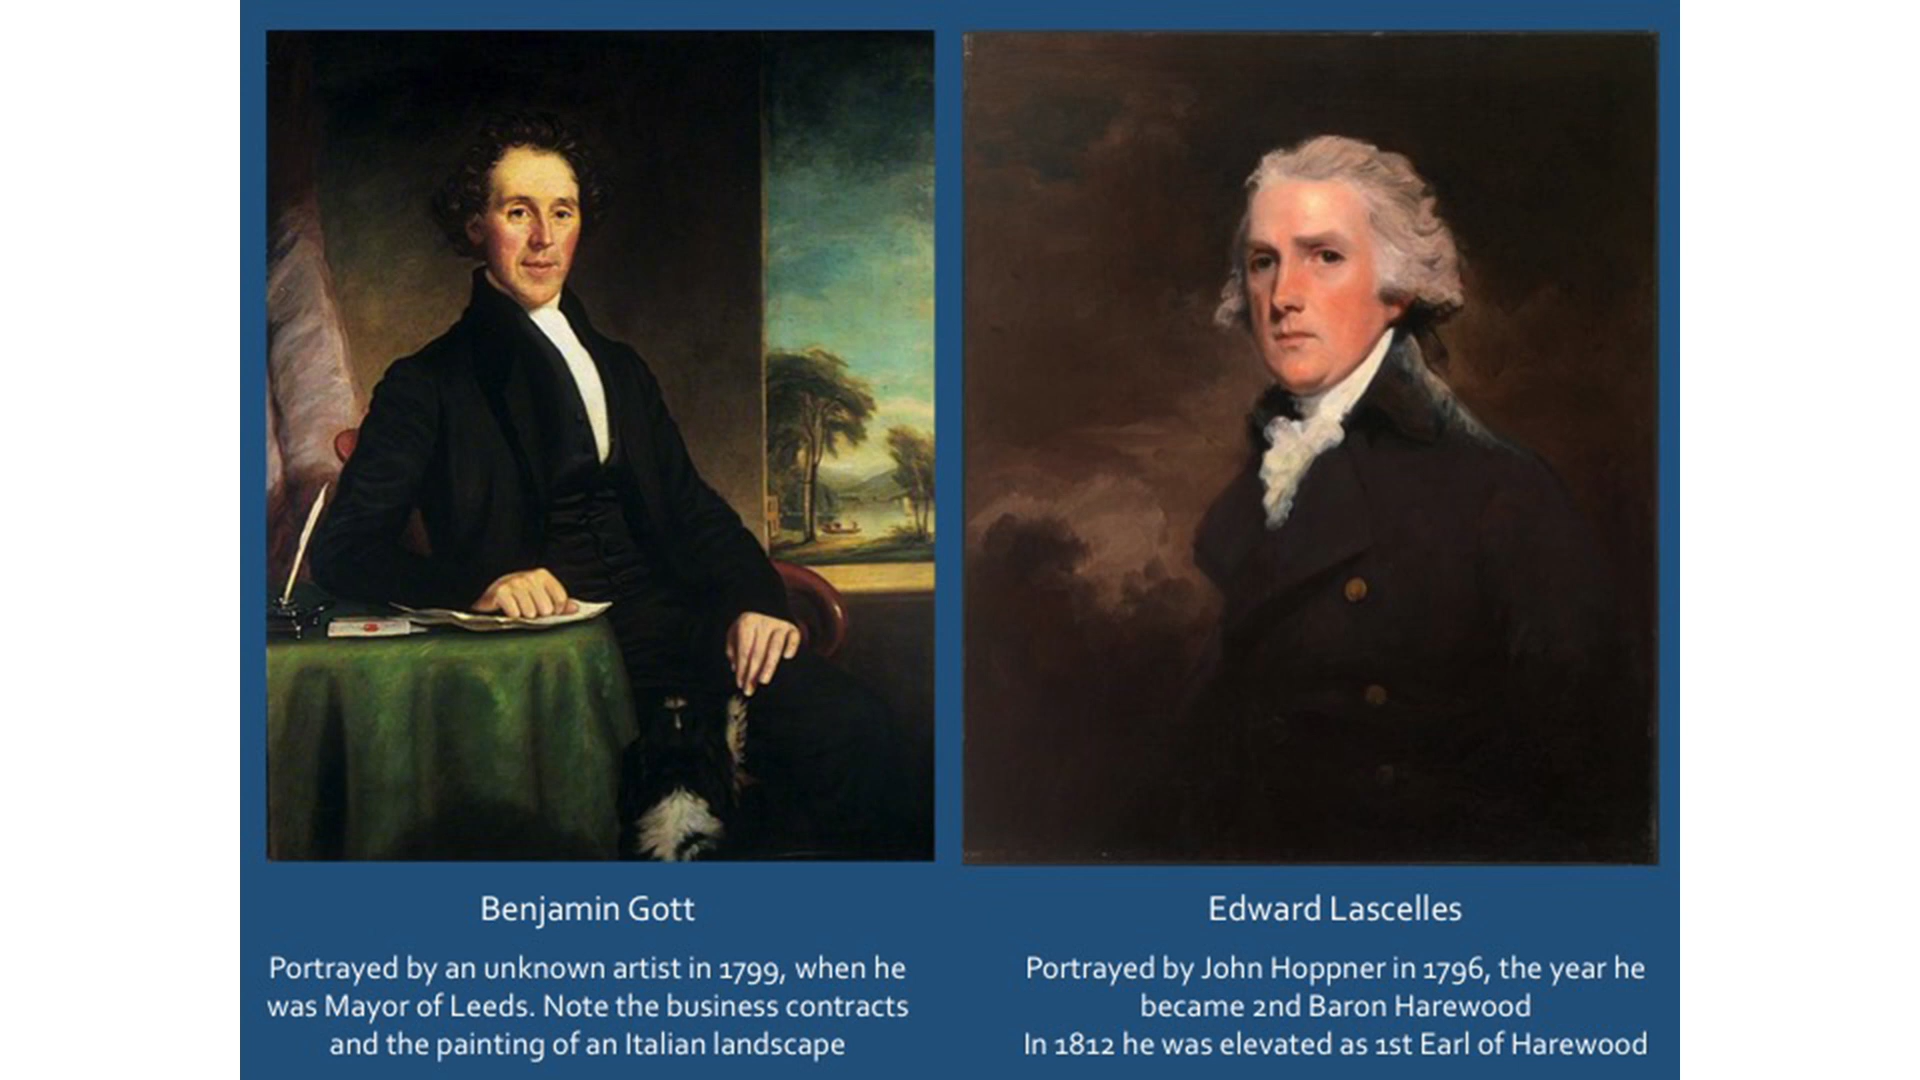 Benjamin Gott
Portrayed by an unknown artist in 1799, when he
was Mayor of Leeds. Note the business contracts
and the painting of an Italian landscape
Edward Lascelles
Portrayed by John Hoppner in 1796, the year he
became 2nd Baron Harewood
In 1812 he was elevated as 1st Earl of Harewood